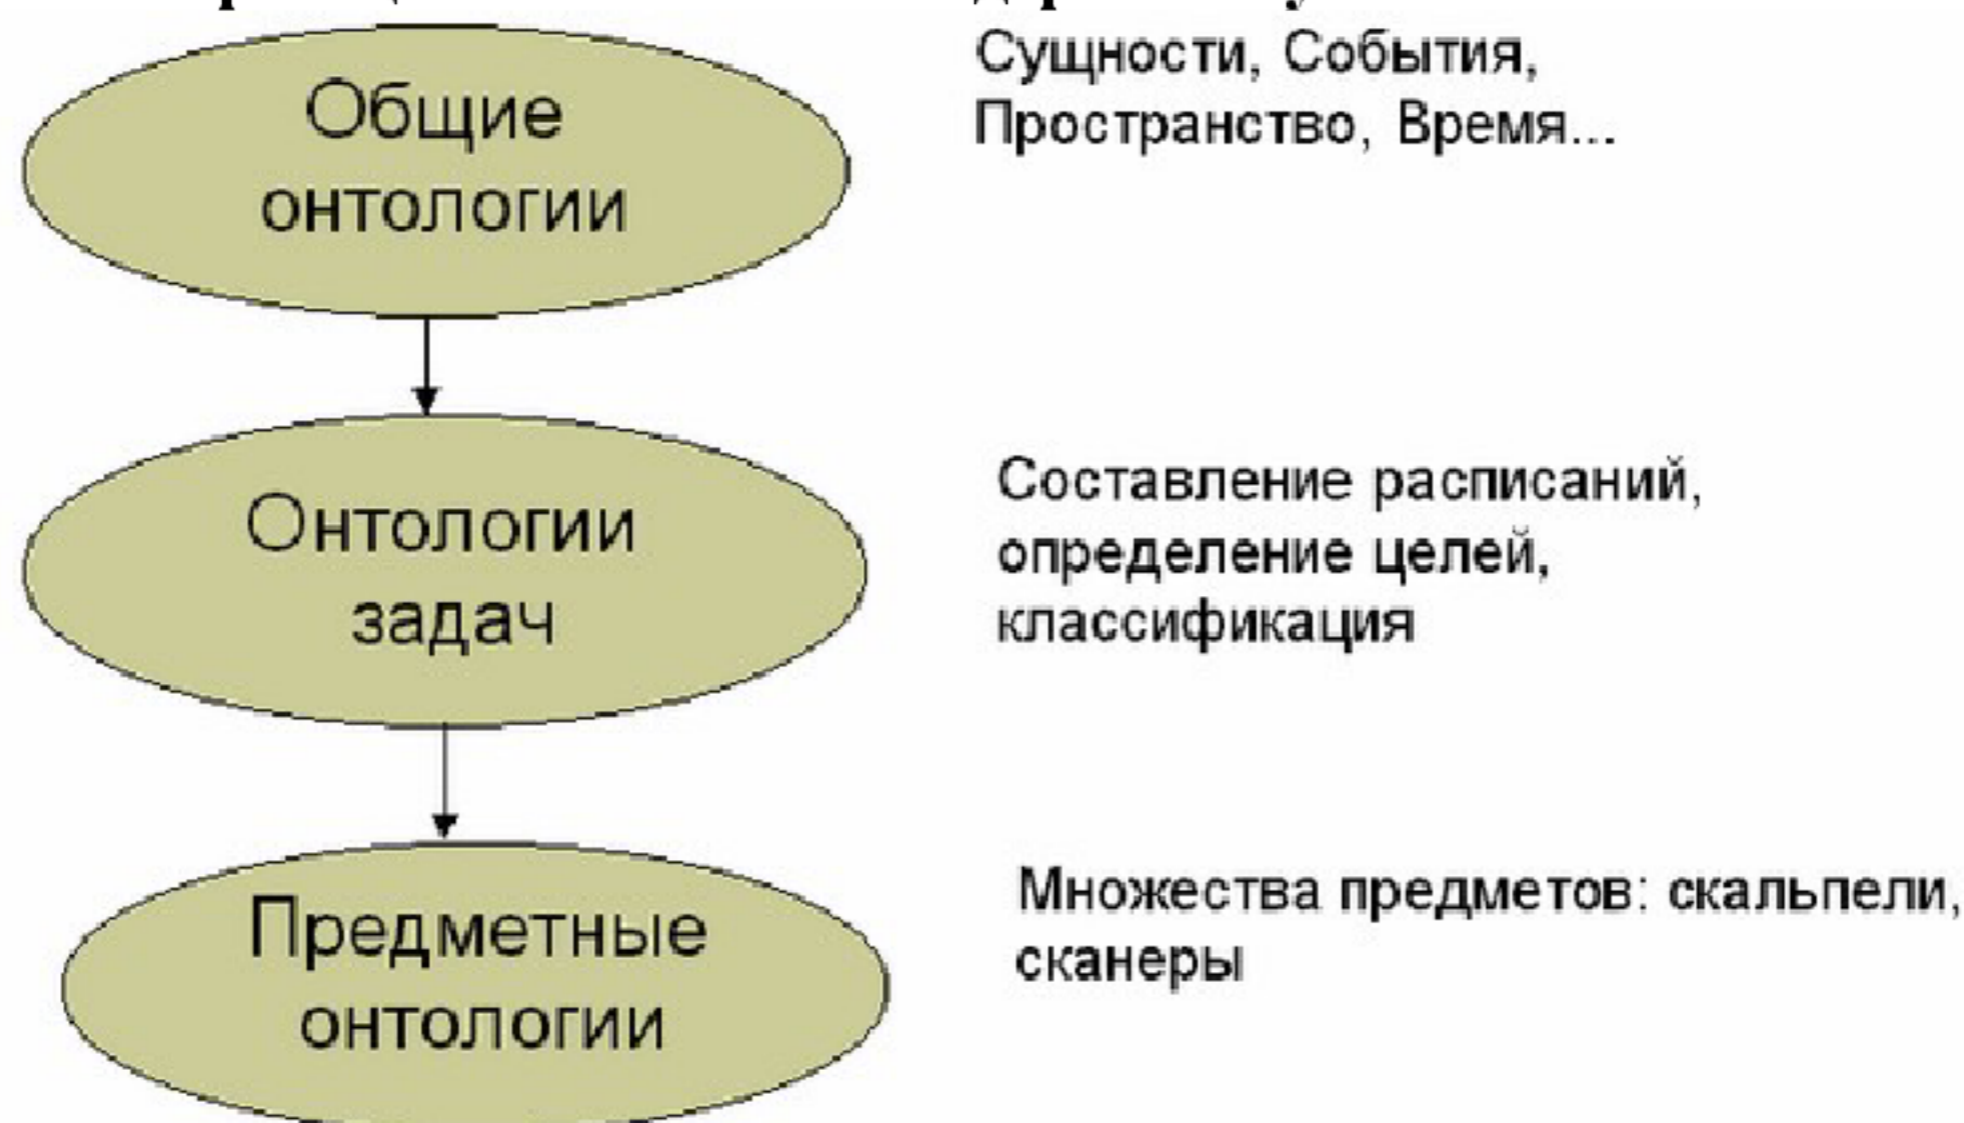 Общие
онтологии
Сущности, События,
Пространство, Время...
Онтологии
задач
Составление расписаний,
определение целей,
классификация
Предметные
онтологии
Множества предметов: скальпели,
сканеры